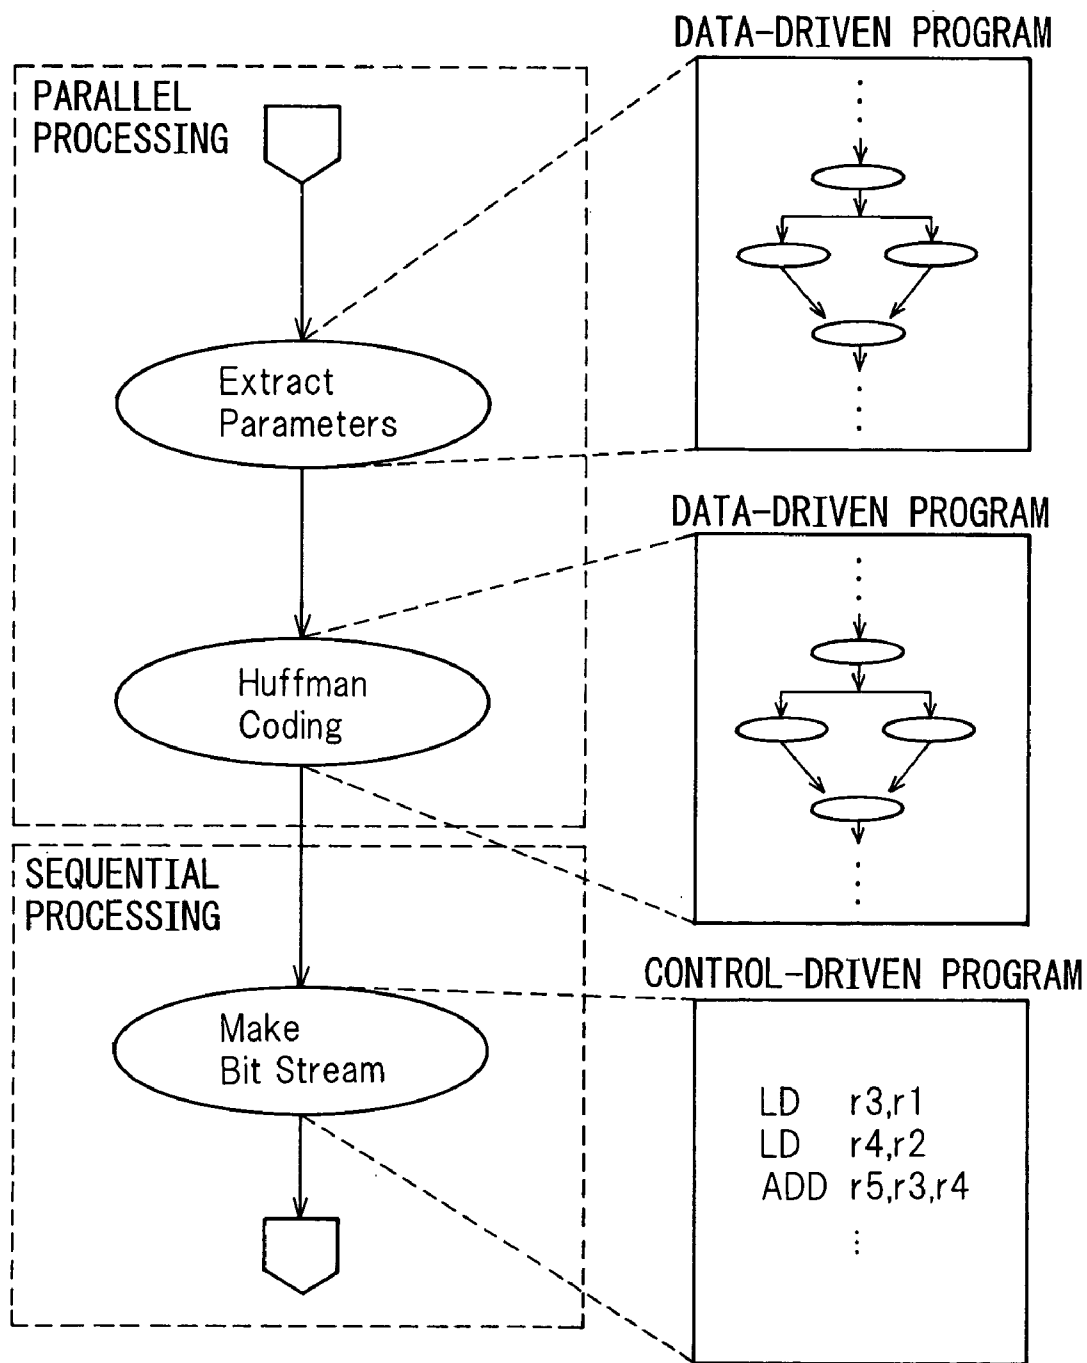 DATA-DRIVEN PROGRAM
PARALLEL
PROCESSING
Extract
Parameters
DATA-DRIVEN PROGRAM
Huffman
Coding
SEQUENTIAL
PROCESSING
CONTROL-DRIVEN PROGRAM
Make
Bit Stream
LD r3,r1
LD r4,r2
ADD r5,r3,r4